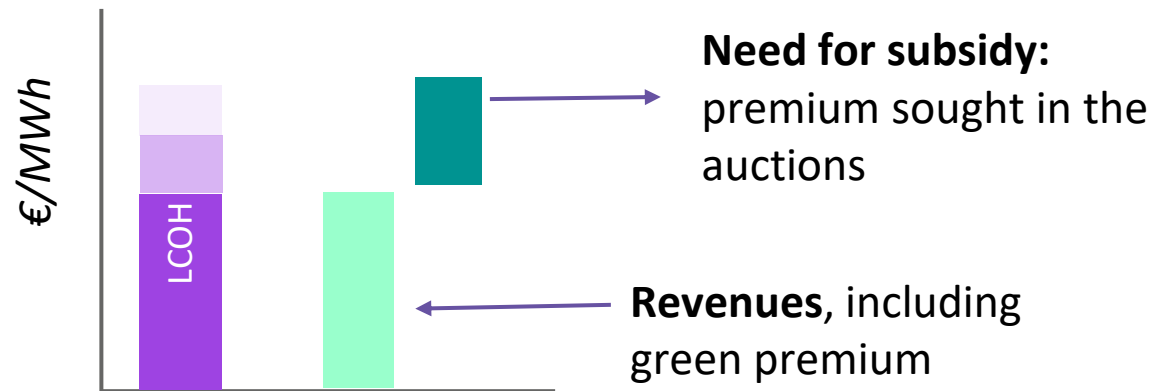 €/MWh
LCOH
Need for subsidy:
premium sought in the
auctions
Revenues, including
green premium